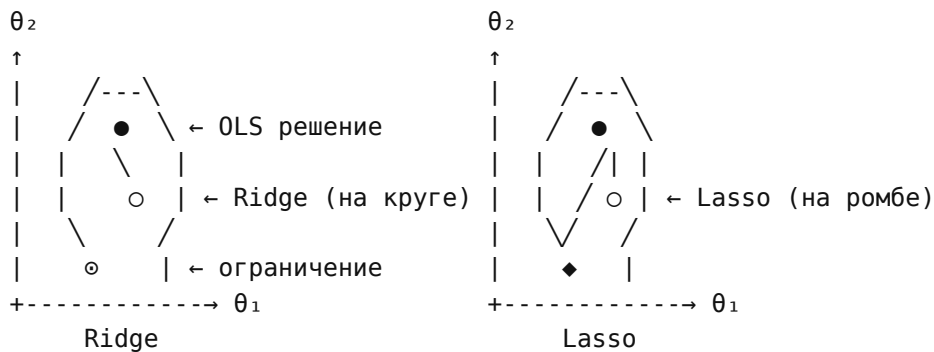 θ₂ θ₂
↑ ↑
| /---\ | /---\
| / ● \ ← OLS решение | / ● \
| | \ | | | /| |
| | ○ | ← Ridge (на круге) | | / ○ | ← Lasso (на ромбе)
| \ / | \/ /
| ⊙ | ← ограничение | ◆ |
+------------→ θ₁ +------------→ θ₁
Ridge Lasso